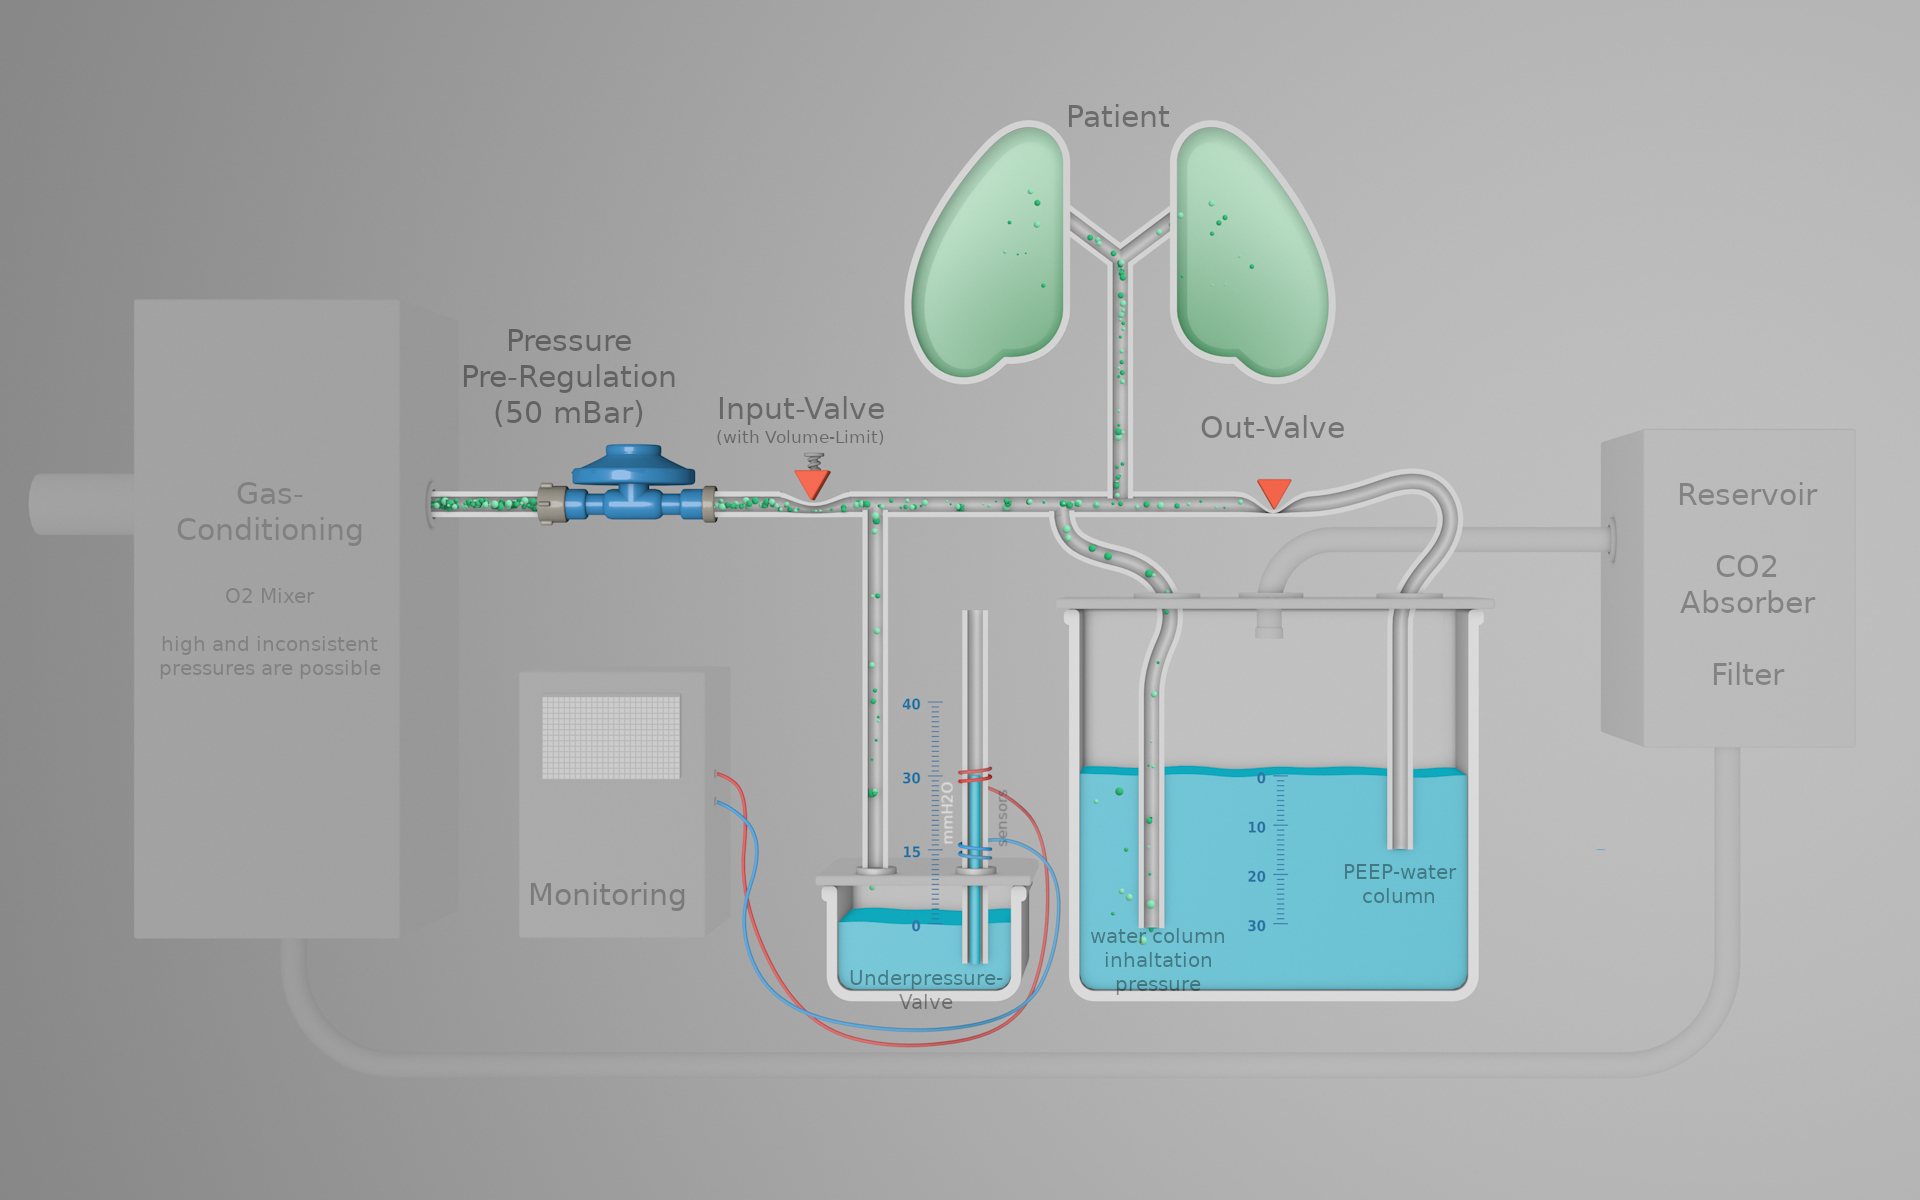 Patient
Pressure
Pre-Regulation
(50 mBar)
Input-Valve
(with Volume-Limit)
Out-Valve
Gas-
Conditioning
O2 Mixer
high and inconsistent
pressures are possible
Reservoir
CO2
Absorber
Filter
Monitoring
40
30
15
0
mmH2O
sensors
Underpressure-
Valve
0
10
20
30
PEEP-water
column
water column
inhaltation
pressure